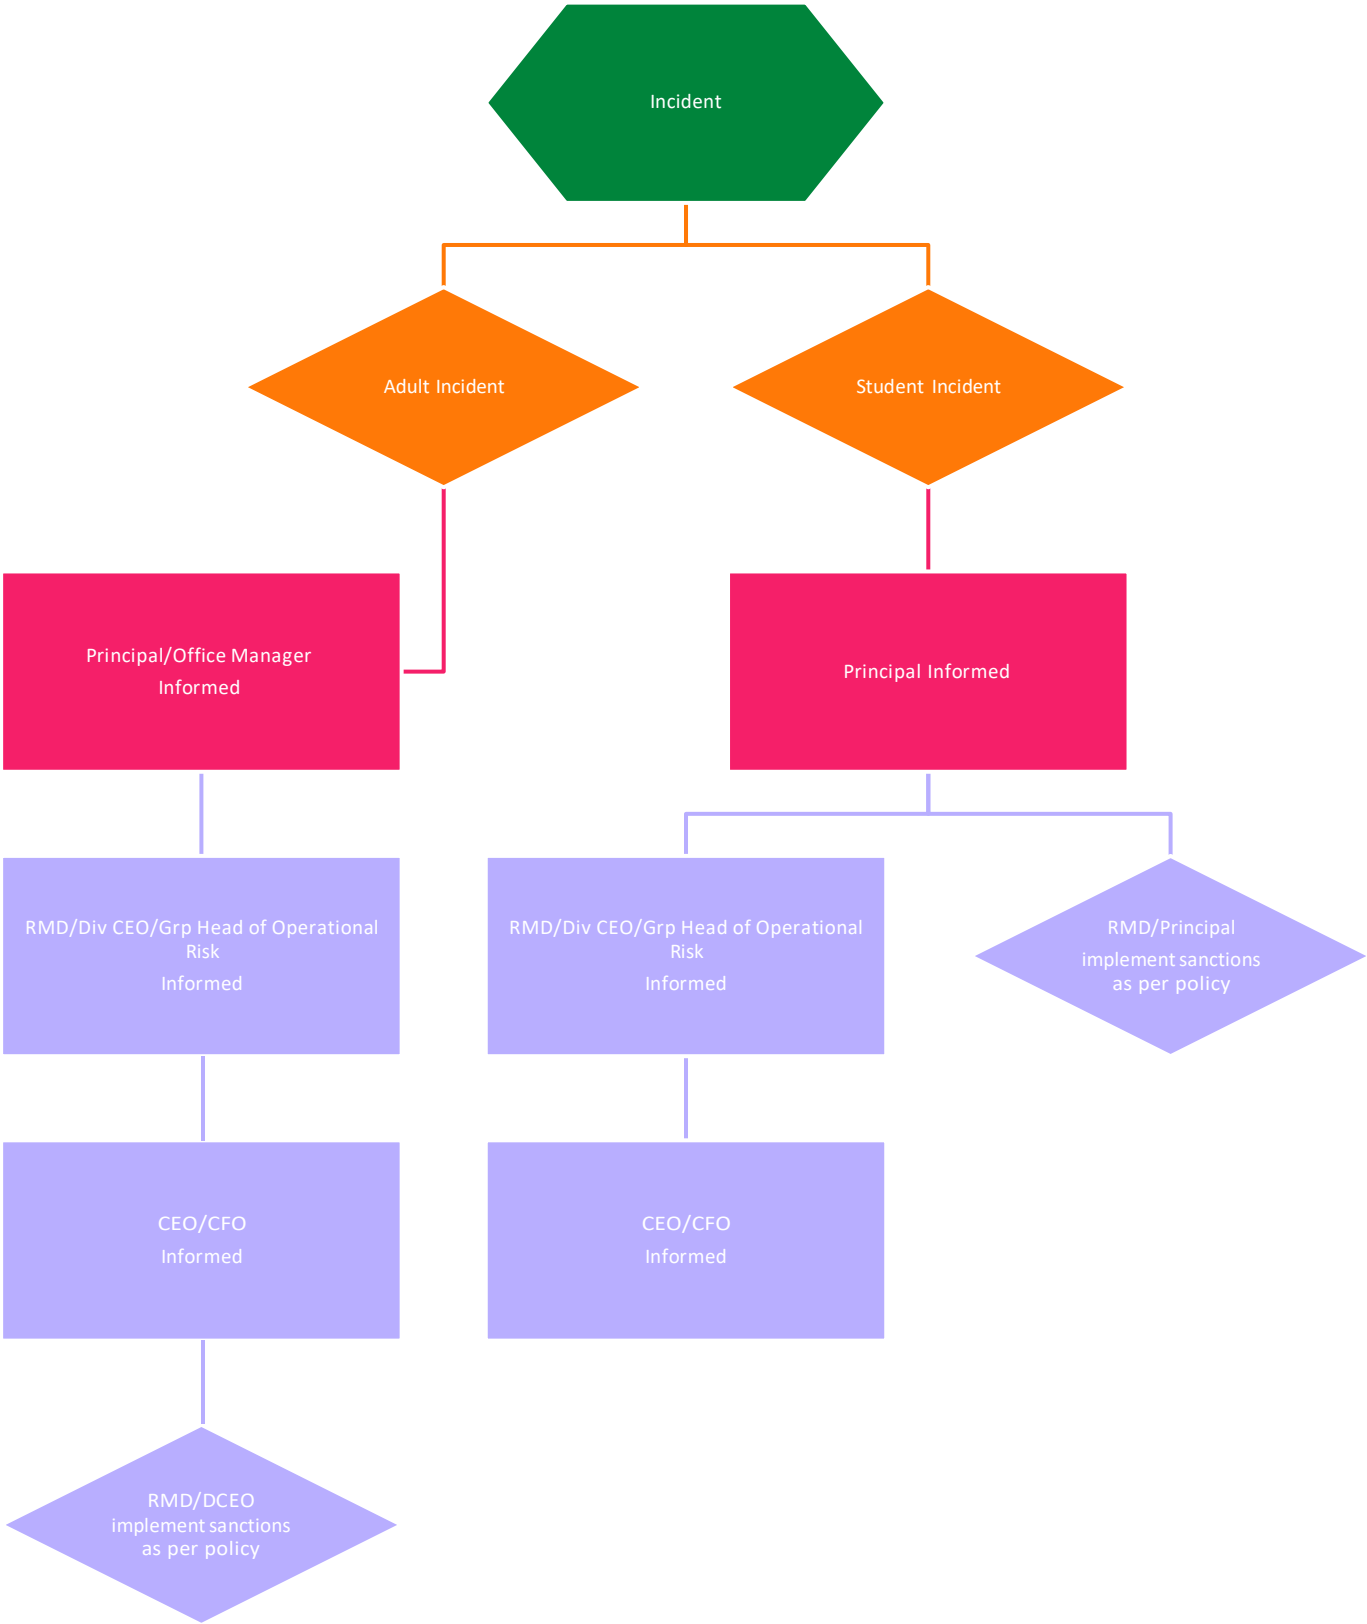 Incident
Adult Incident
Student Incident
Principal/Office Manager
Informed
Principal Informed
RMD/Div CEO/Grp Head of Operational
Risk
Informed
RMD/Div CEO/Grp Head of Operational
Risk
Informed
RMD/Principal
implement sanctions
as per policy
CEO/CFO
Informed
CEO/CFO
Informed
RMD/DCEO
implement sanctions
as per policy